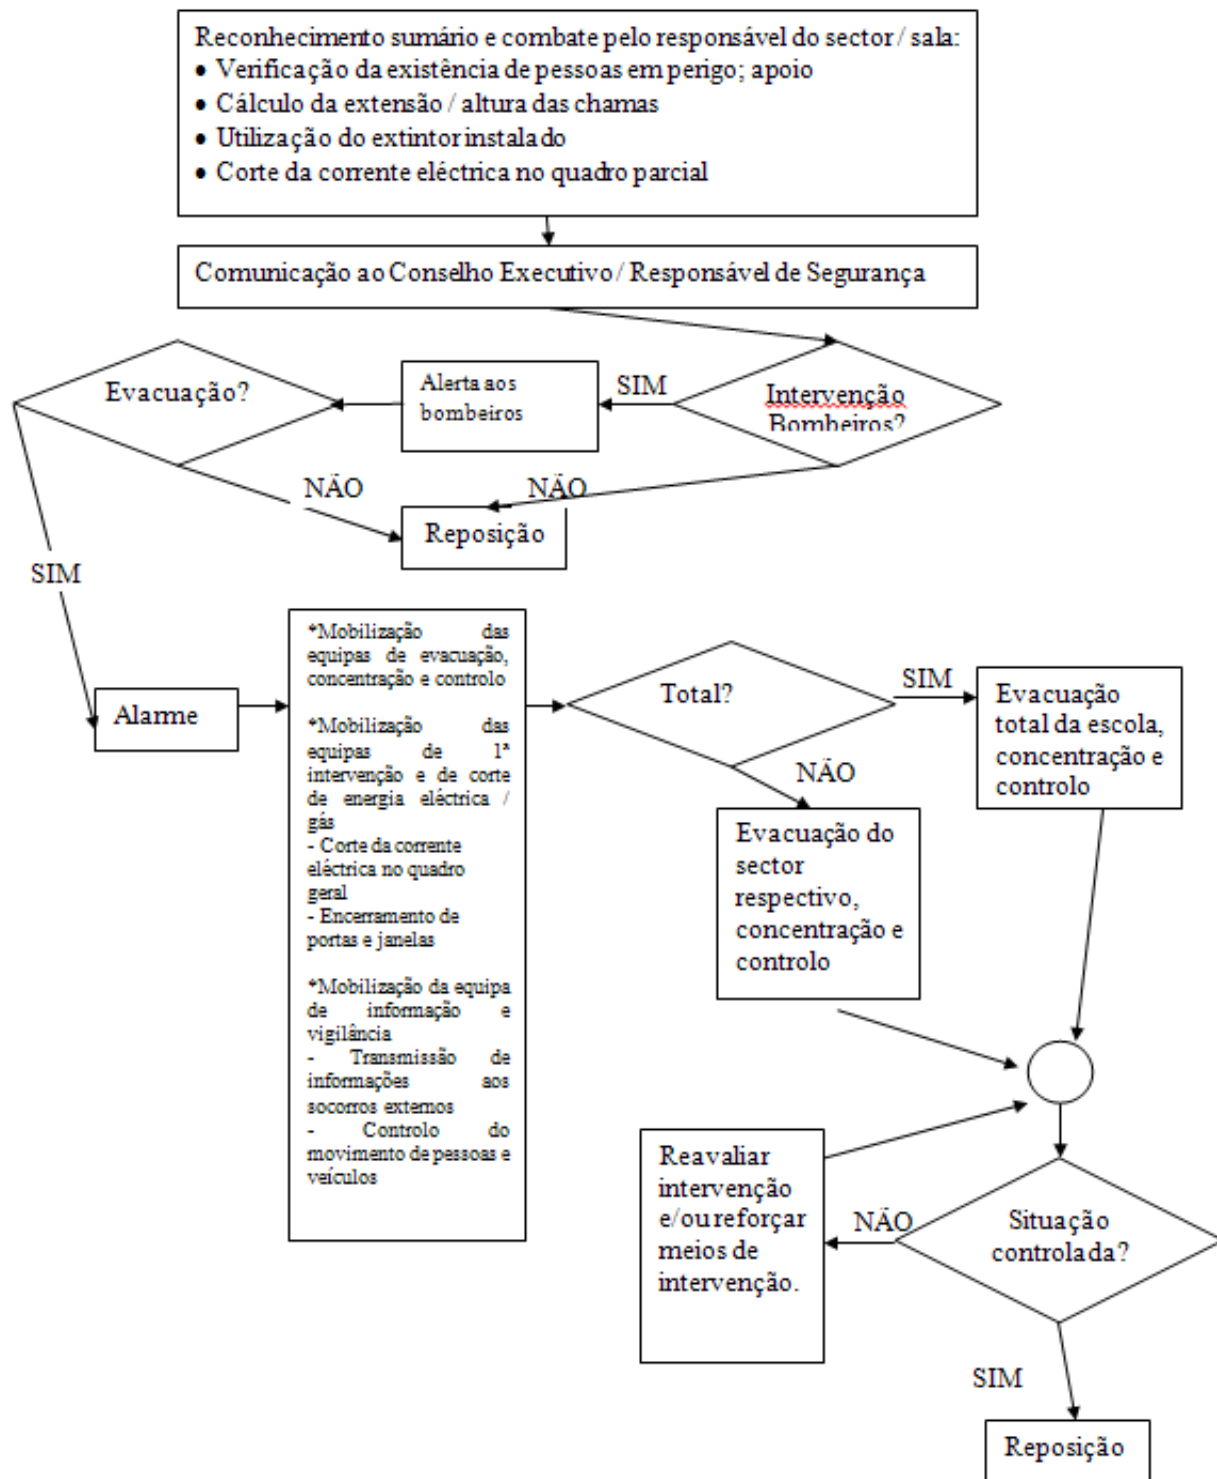 Reconhecimento sumário e combate pelo responsável do sector / sala:
• Verificação da existência de pessoas em perigo; apoio
• Cálculo da extensão / altura das chamas
• Utilização do extintor instalado
• Corte da corrente eléctrica no quadro parcial
Comunicação ao Conselho Executivo / Responsável de Segurança
Evacuação?
Alerta aos
bombeiros
SIM
Intervenção
Bombeiros?
NÃO
NÃO
Reposição
SIM
Alarme
*Mobilização das
equipas de evacuação,
concentração e controlo
*Mobilização das
equipas de 1ª
intervenção e de corte
de energia eléctrica /
gás
- Corte da corrente
eléctrica no quadro
geral
- Encerramento de
portas e janelas
*Mobilização da equipa
de informação e
vigilância
- Transmissão de
informações aos
socorros externos
- Controlo do
movimento de pessoas e
veículos
Total?
SIM
Evacuação
total da escola,
concentração e
controlo
NÃO
Evacuação do
sector
respectivo,
concentração e
controlo
Reavaliar
intervenção
e/ou reforçar
meios de
intervenção.
NÃO
Situação
controlada?
SIM
Reposição